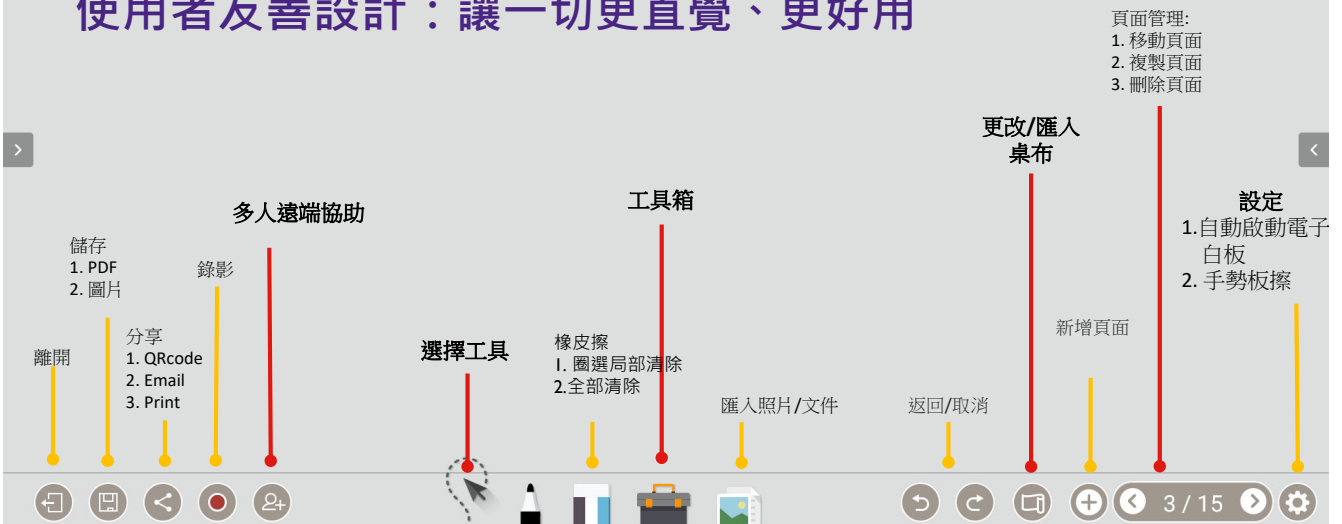 使用者友善設計：讓一切更直覺、更好用
頁面管理:
1. 移動頁面
2. 複製頁面
3. 刪除頁面
更改/匯入
桌布
設定
1.自動啟動電子
白板
2. 手勢板擦
工具箱
多人遠端協助
儲存
1. PDF
2. 圖片
錄影
分享
1. QRcode
2. Email
3. Print
離開
選擇工具
橡皮擦
1. 圈選局部清除
2.全部清除
匯入照片/文件
返回/取消
新增頁面
3 / 15